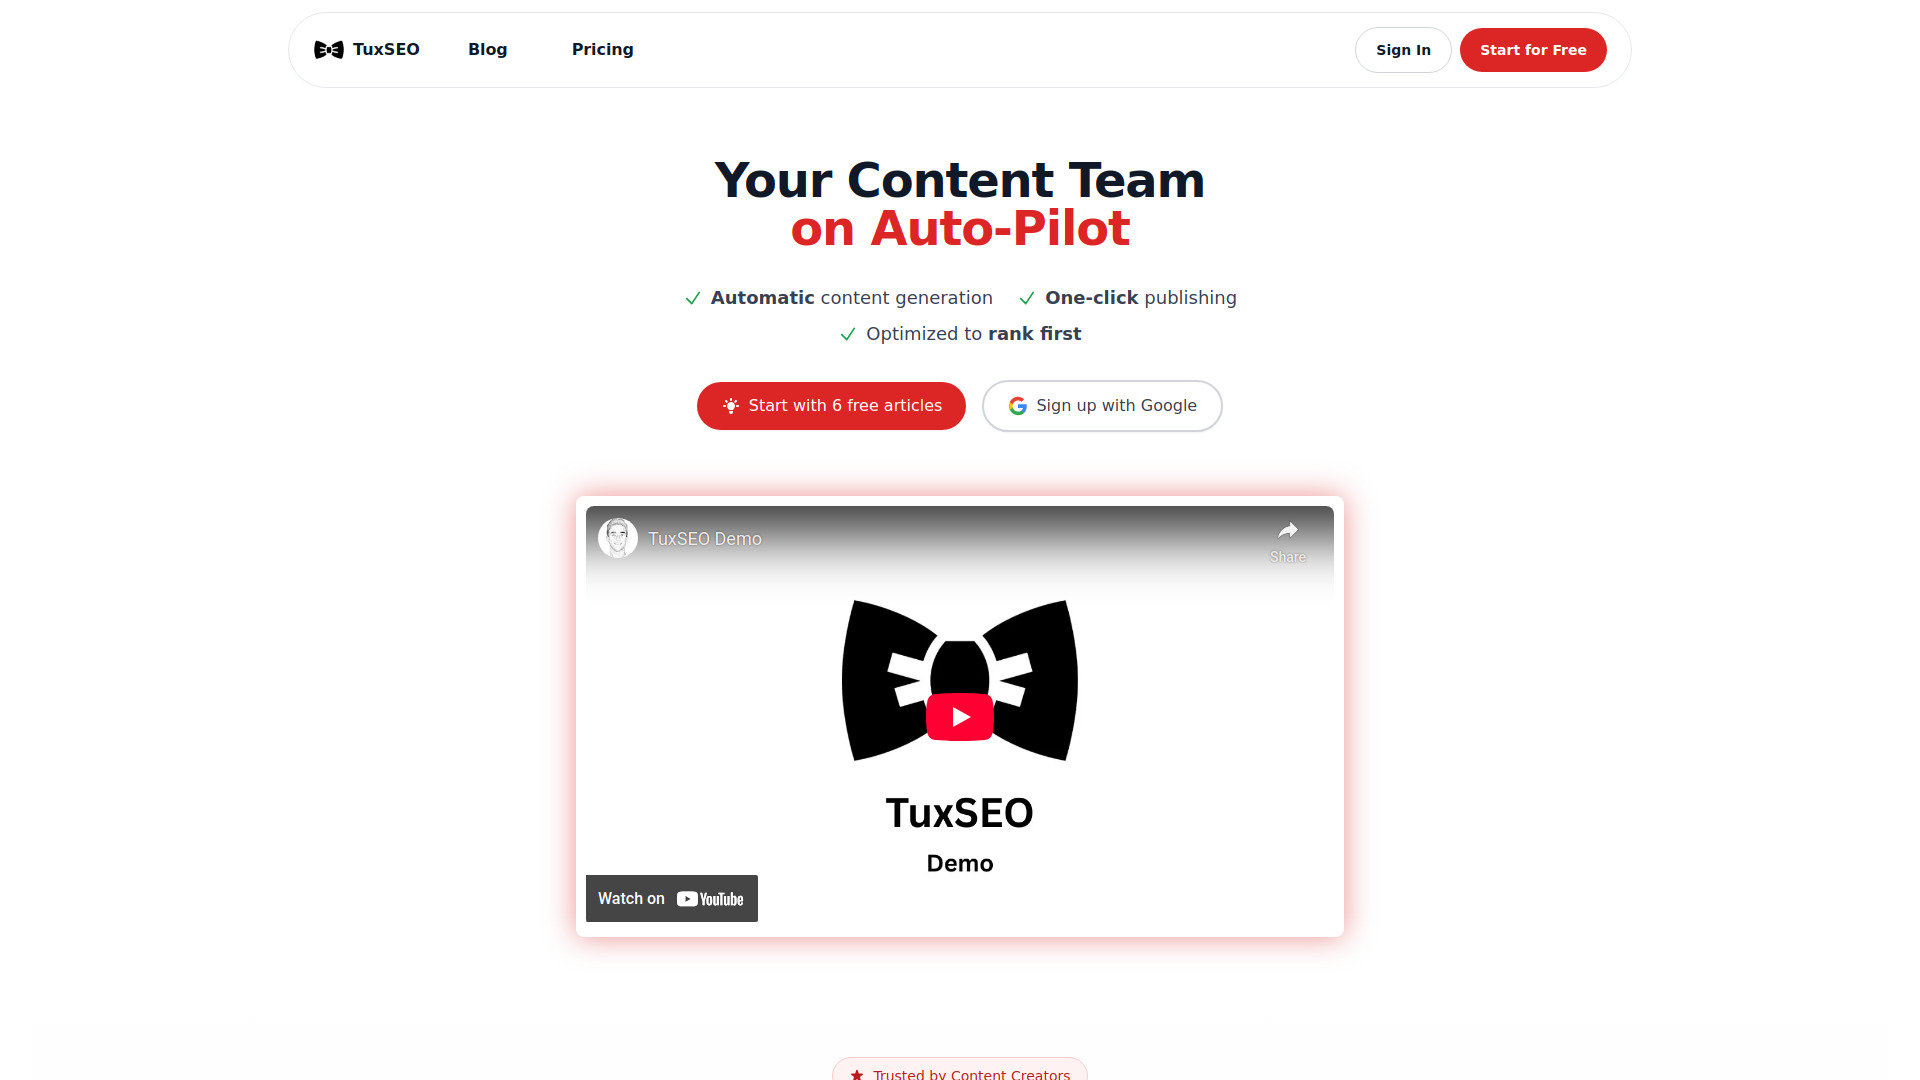 TuxSEO
Blog
Pricing
Sign In
Start for Free
Your Content Team
on Auto-Pilot
Automatic content generation
One-click publishing
Optimized to rank first
Start with 6 free articles
Sign up with Google
TuxSEO Demo
Share
TuxSEO
Demo
Watch on YouTube
Trusted by Content Creators